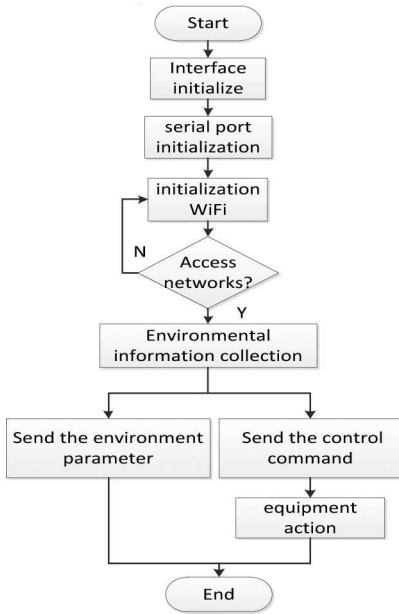 Start
Interface
initialize
serial port
initialization
initialization
WiFi
N
Access
networks?
Y
Environmental
information collection
Send the environment
parameter
Send the control
command
equipment
action
End